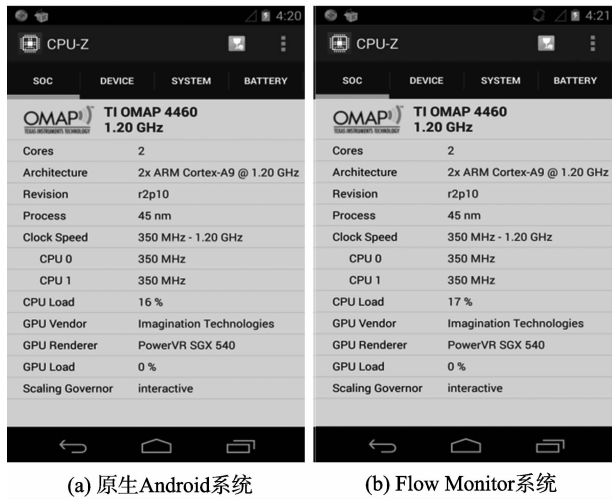 4:20
CPU-Z
SOC DEVICE SYSTEM BATTERY
OMAP TI OMAP 4460
TEXAS INSTRUMENTS TECHNOLOGY 1.20 GHz
Cores 2
Architecture 2x ARM Cortex-A9 @ 1.20 GHz
Revision r2p10
Process 45 nm
Clock Speed 350 MHz - 1.20 GHz
CPU 0 350 MHz
CPU 1 350 MHz
CPU Load 16 %
GPU Vendor Imagination Technologies
GPU Renderer PowerVR SGX 540
GPU Load 0 %
Scaling Governor interactive
(a) 原生Android系统
4:21
CPU-Z
SOC DEVICE SYSTEM BATTERY
OMAP TI OMAP 4460
TEXAS INSTRUMENTS TECHNOLOGY 1.20 GHz
Cores 2
Architecture 2x ARM Cortex-A9 @ 1.20 GHz
Revision r2p10
Process 45 nm
Clock Speed 350 MHz - 1.20 GHz
CPU 0 350 MHz
CPU 1 350 MHz
CPU Load 17 %
GPU Vendor Imagination Technologies
GPU Renderer PowerVR SGX 540
GPU Load 0 %
Scaling Governor interactive
(b) Flow Monitor系统